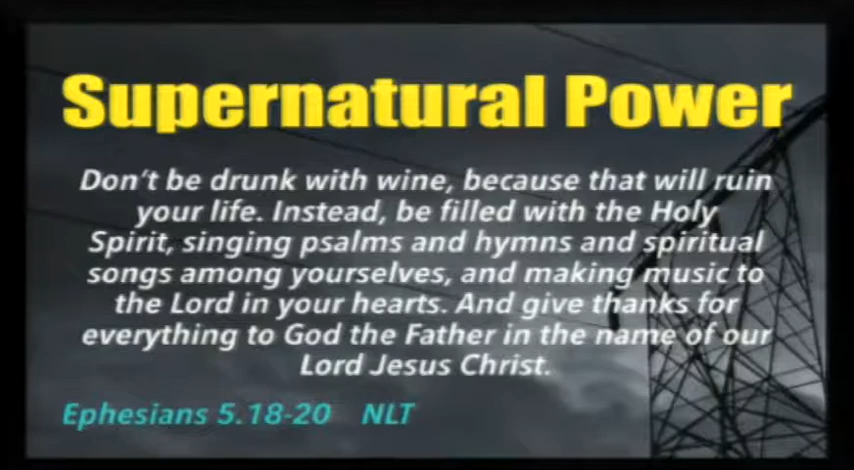 Supernatural Power
Don't be drunk with wine, because that will ruin
your life. Instead, be filled with the Holy
Spirit, singing psalms and hymns and spiritual
songs among yourselves, and making music to
the Lord in your hearts. And give thanks for
everything to God the Father in the name of our
Lord Jesus Christ.
Ephesians 5.18-20 NLT